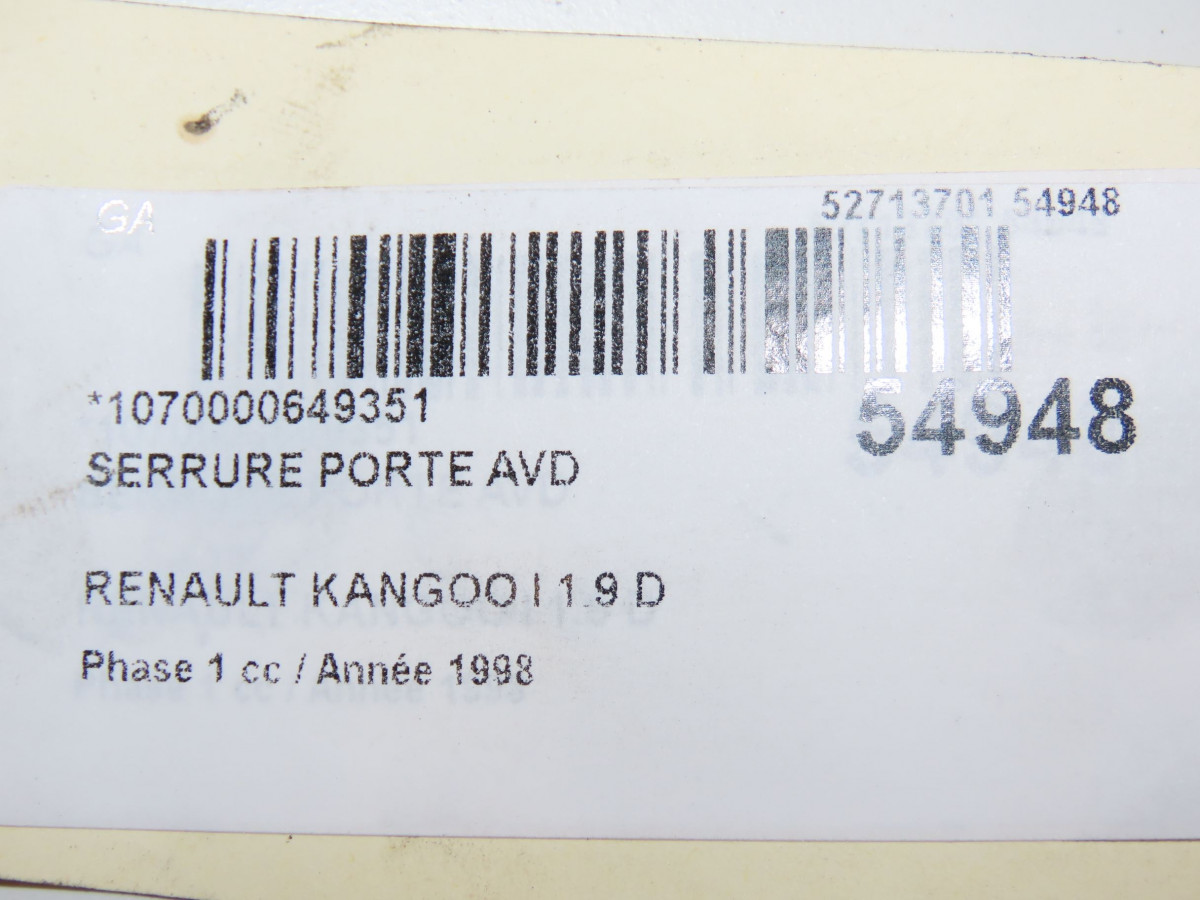 GA
52713701 54948
*1070000649351
54948
SERRURE PORTE AVD
RENAULT KANGOO I 1.9 D
Phase 1 cc / Année 1998